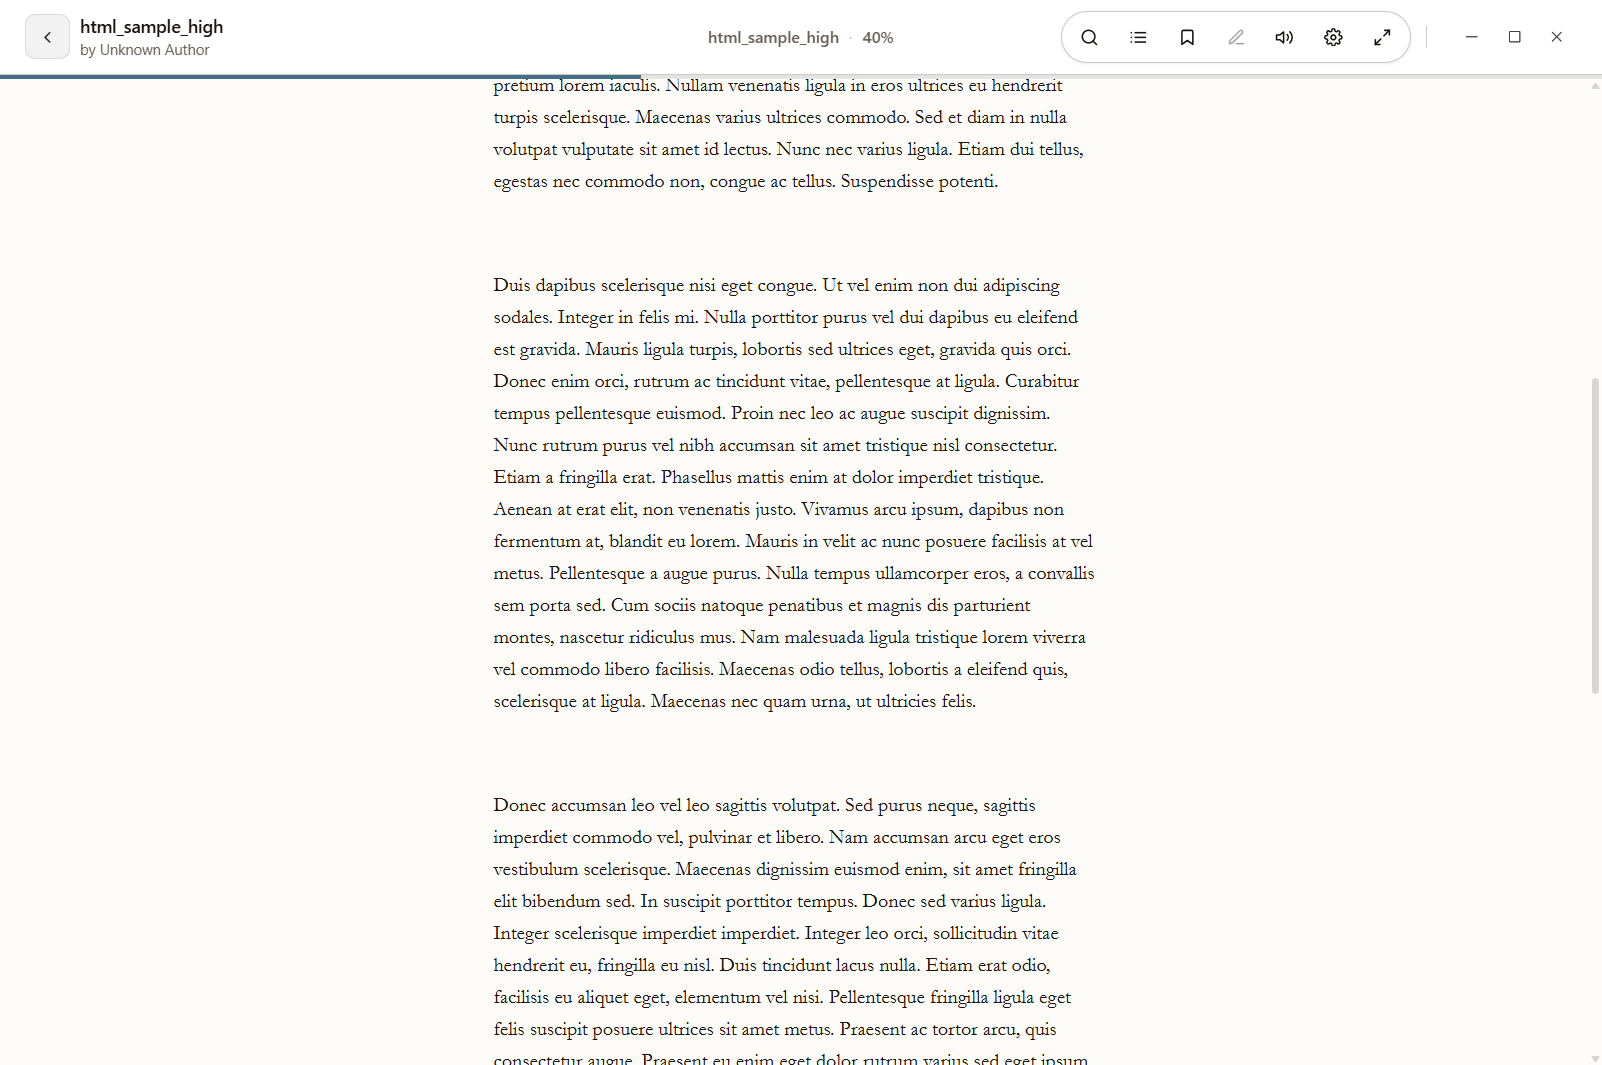 html_sample_high
by Unknown Author
html_sample_high · 40%
pretium lorem iaculis. Nullam venenatis ligula in eros ultrices eu hendrerit
turpis scelerisque. Maecenas varius ultrices commodo. Sed et diam in nulla
volutpat vulputate sit amet id lectus. Nunc nec varius ligula. Etiam dui tellus,
egestas nec commodo non, congue ac tellus. Suspendisse potenti.
Duis dapibus scelerisque nisi eget congue. Ut vel enim non dui adipiscing
sodales. Integer in felis mi. Nulla porttitor purus vel dui dapibus eu eleifend
est gravida. Mauris ligula turpis, lobortis sed ultrices eget, gravida quis orci.
Donec enim orci, rutrum ac tincidunt vitae, pellentesque at ligula. Curabitur
tempus pellentesque euismod. Proin nec leo ac augue suscipit dignissim.
Nunc rutrum purus vel nibh accumsan sit amet tristique nisl consectetur.
Etiam a fringilla erat. Phasellus mattis enim at dolor imperdiet tristique.
Aenean at erat elit, non venenatis justo. Vivamus arcu ipsum, dapibus non
fermentum at, blandit eu lorem. Mauris in velit ac nunc posuere facilisis at vel
metus. Pellentesque a augue purus. Nulla tempus ullamcorper eros, a convallis
sem porta sed. Cum sociis natoque penatibus et magnis dis parturient
montes, nascetur ridiculus mus. Nam malesuada ligula tristique lorem viverra
vel commodo libero facilisis. Maecenas odio tellus, lobortis a eleifend quis,
scelerisque at ligula. Maecenas nec quam urna, ut ultricies felis.
Donec accumsan leo vel leo sagittis volutpat. Sed purus neque, sagittis
imperdiet commodo vel, pulvinar et libero. Nam accumsan arcu eget eros
vestibulum scelerisque. Maecenas dignissim euismod enim, sit amet fringilla
elit bibendum sed. In suscipit porttitor tempus. Donec sed varius ligula.
Integer scelerisque imperdiet imperdiet. Integer leo orci, sollicitudin vitae
hendrerit eu, fringilla eu nisl. Duis tincidunt lacus nulla. Etiam erat odio,
facilisis eu aliquet eget, elementum vel nisi. Pellentesque fringilla ligula eget
felis suscipit posuere ultrices sit amet metus. Praesent ac tortor arcu, quis
consectetur augue. Praesent eu enim eget dolor rutrum varius sed eget ipsum